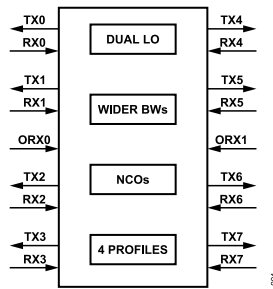 TX0
TX4
DUAL LO
RX0
RX4
TX1
TX5
WIDER BWs
RX1
RX5
ORX0
ORX1
TX2
TX6
NCOs
RX2
RX6
TX3
TX7
4 PROFILES
RX3
RX7